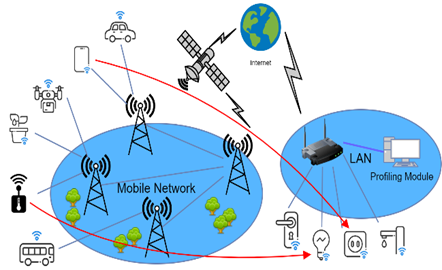 Internet
LAN
Profiling Module
Mobile Network